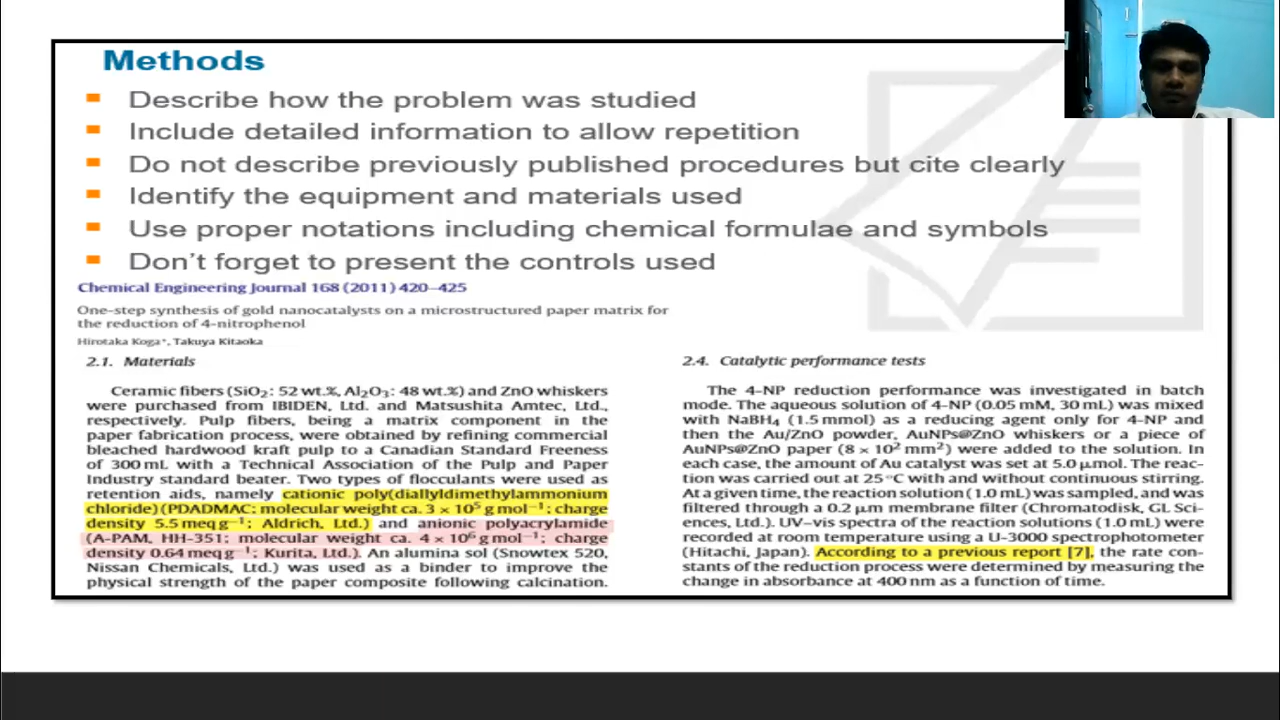 Methods
Describe how the problem was studied
Include detailed information to allow repetition
Do not describe previously published procedures but cite clearly
Identify the equipment and materials used
Use proper notations including chemical formulae and symbols
Don't forget to present the controls used
Chemical Engineering Journal 168 (2011) 420–425
One-step synthesis of gold nanocatalysts on a microstructured paper matrix for
the reduction of 4-nitrophenol
Hirotaka Koga*, Takuya Kitaoka
2.1. Materials
Ceramic fibers (SiO₂: 52 wt.%, Al₂O₃: 48 wt.%) and ZnO whiskers
were purchased from IBIDEN, Ltd. and Matsushita Amtec, Ltd.,
respectively. Pulp fibers, being a matrix component in the
paper fabrication process, were obtained by refining commercial
bleached hardwood kraft pulp to a Canadian Standard Freeness
of 300 mL with a Technical Association of the Pulp and Paper
Industry standard beater. Two types of flocculants were used as
retention aids, namely cationic poly(diallyldimethylammonium
chloride) (PDADMAC; molecular weight ca. 3 × 10⁵ g mol⁻¹; charge
density 5.5 meq g⁻¹; Aldrich, Ltd.) and anionic polyacrylamide
(A-PAM, HH-351; molecular weight ca. 4 × 10⁶ g mol⁻¹; charge
density 0.64 meq g⁻¹; Kurita, Ltd.). An alumina sol (Snowtex 520,
Nissan Chemicals, Ltd.) was used as a binder to improve the
physical strength of the paper composite following calcination.
2.4. Catalytic performance tests
The 4-NP reduction performance was investigated in batch
mode. The aqueous solution of 4-NP (0.05 mM, 30 mL) was mixed
with NaBH₄ (1.5 mmol) as a reducing agent only for 4-NP and
then the Au/ZnO powder, AuNPs@ZnO whiskers or a piece of
AuNPs@ZnO paper (8 × 10² mm²) were added to the solution. In
each case, the amount of Au catalyst was set at 5.0 μmol. The reac-
tion was carried out at 25 °C with and without continuous stirring.
At a given time, the reaction solution (1.0 mL) was sampled, and was
filtered through a 0.2 μm membrane filter (Chromatodisk, GL Sci-
ences, Ltd.). UV–vis spectra of the reaction solutions (1.0 mL) were
recorded at room temperature using a U-3000 spectrophotometer
(Hitachi, Japan). According to a previous report [7], the rate con-
stants of the reduction process were determined by measuring the
change in absorbance at 400 nm as a function of time.